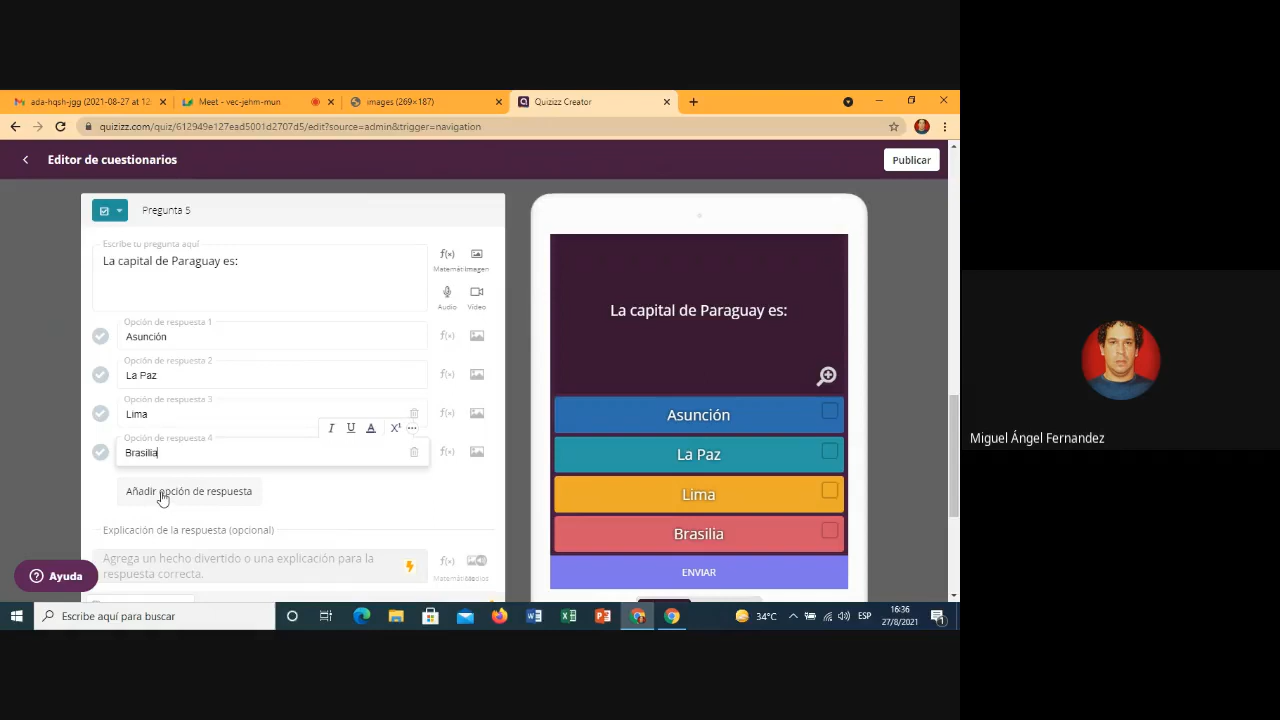 ada-hqsh-jgg (2021-08-27 at 12
Meet - vec-jehm-mun
images (269×187)
Quizizz Creator
quizizz.com/quiz/612949e127ead5001d2707d5/edit?source=admin&trigger=navigation
Editor de cuestionarios
Publicar
Pregunta 5
Escribe tu pregunta aquí
La capital de Paraguay es:
f(x)
Imagen
Audio
Vídeo
Opción de respuesta 1
Asunción
f(x)
Opción de respuesta 2
La Paz
f(x)
Opción de respuesta 3
Lima
f(x)
I U A X¹ ...
Opción de respuesta 4
Brasilia
f(x)
Añadir opción de respuesta
Explicación de la respuesta (opcional)
Agrega un hecho divertido o una explicación para la
respuesta correcta.
f(x)
Ayuda
La capital de Paraguay es:
Asunción
La Paz
Lima
Brasilia
ENVIAR
Miguel Ángel Fernandez
Escribe aquí para buscar
34°C
ESP
16:36
27/8/2021
1